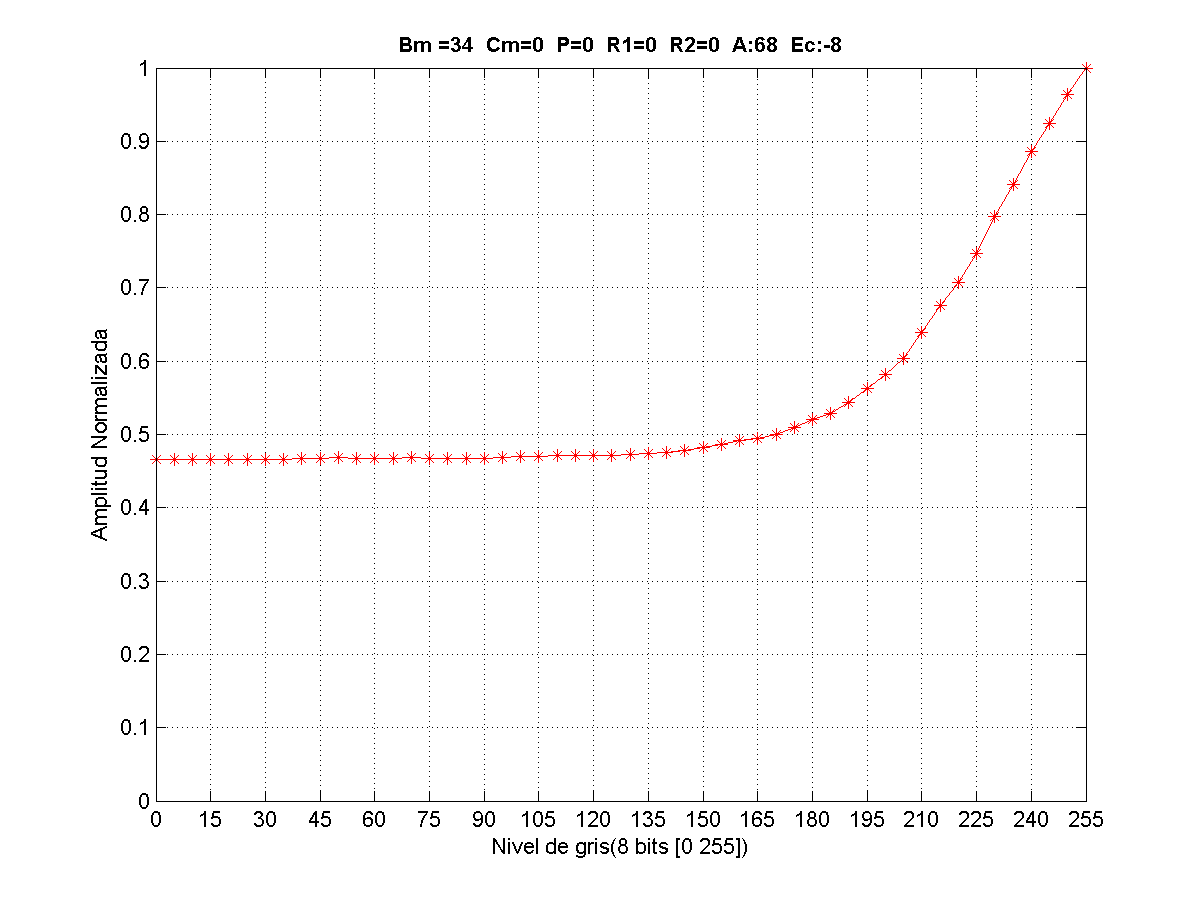 Bm =34  Cm=0  P=0  R1=0  R2=0  A:68  Ec:-8
1
0.9
0.8
0.7
0.6
0.5
0.4
0.3
0.2
0.1
0
Amplitud Normalizada
0 15 30 45 60 75 90 105 120 135 150 165 180 195 210 225 240 255
Nivel de gris(8 bits [0 255])